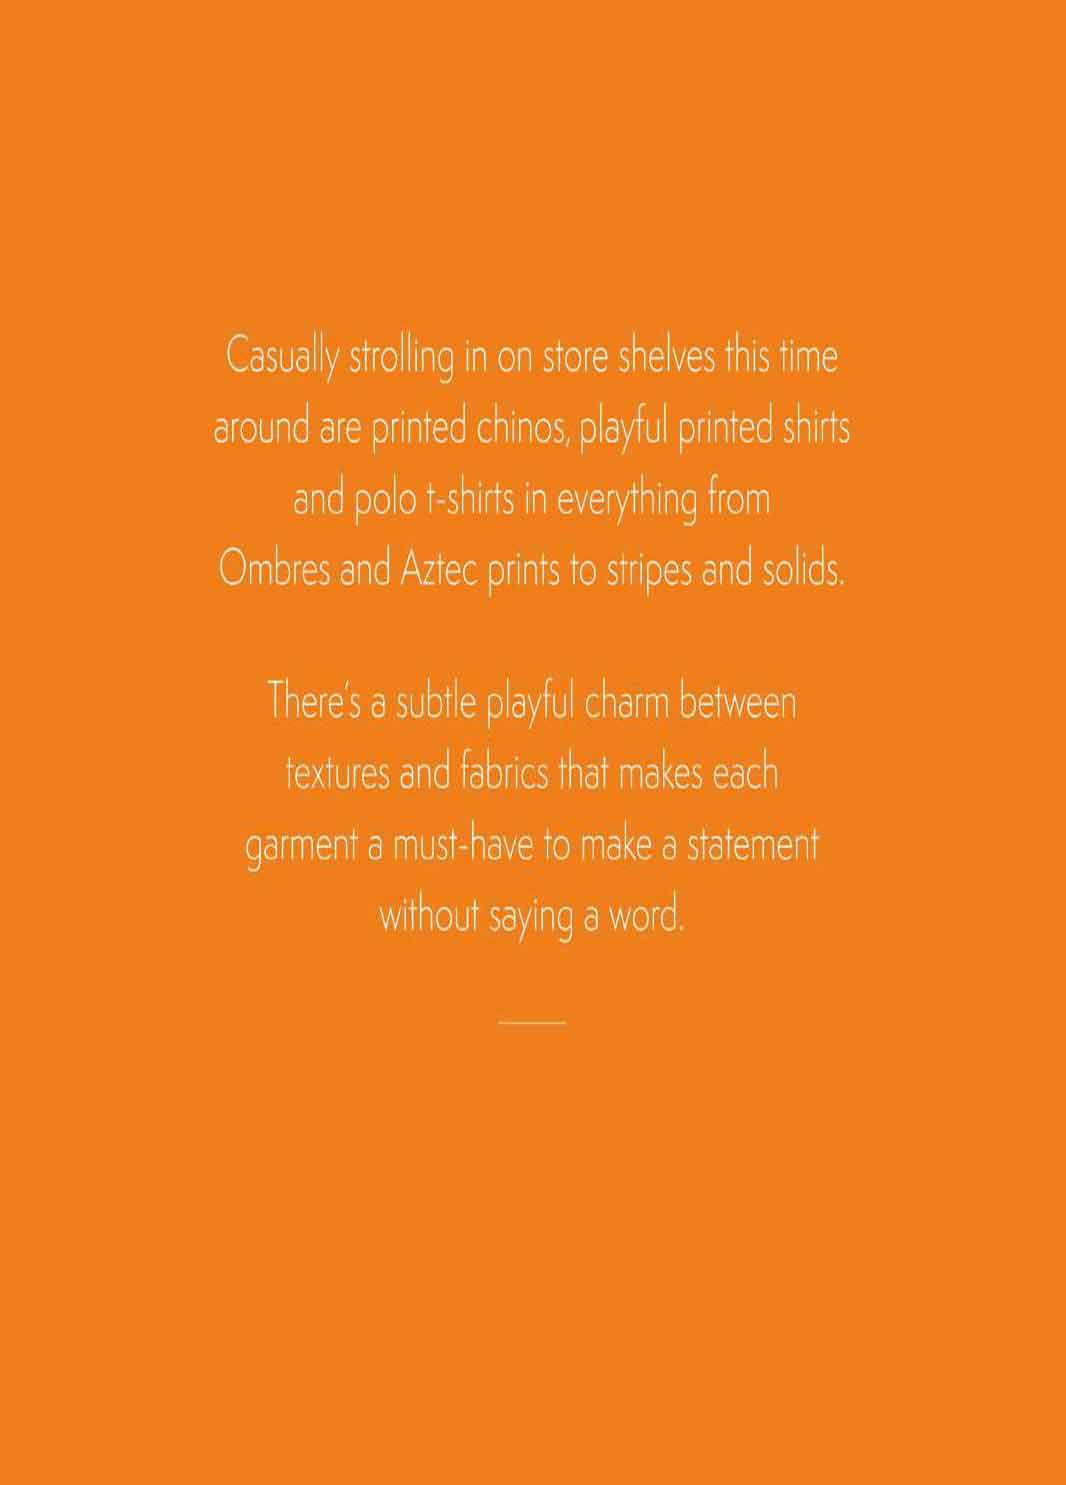 Casually strolling in on store shelves this time
around are printed chinos, playful printed shirts
and polo t-shirts in everything from
Ombres and Aztec prints to stripes and solids.
There's a subtle playful charm between
textures and fabrics that makes each
garment a must-have to make a statement
without saying a word.